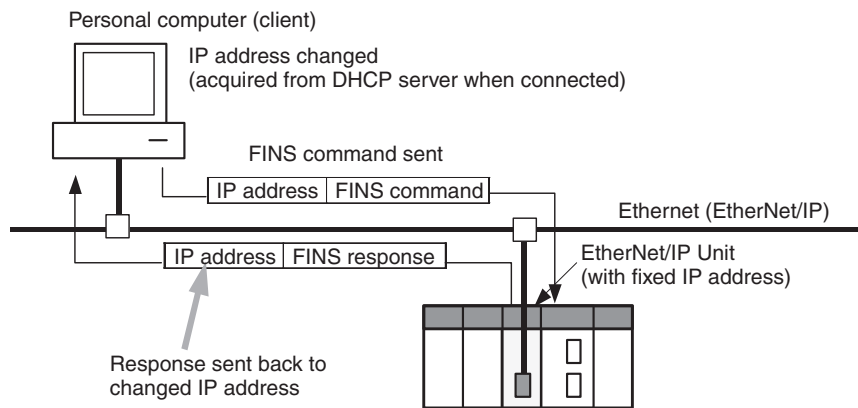 Personal computer (client)
IP address changed
(acquired from DHCP server when connected)
FINS command sent
IP address FINS command
Ethernet (EtherNet/IP)
IP address FINS response
EtherNet/IP Unit
(with fixed IP address)
Response sent back to
changed IP address